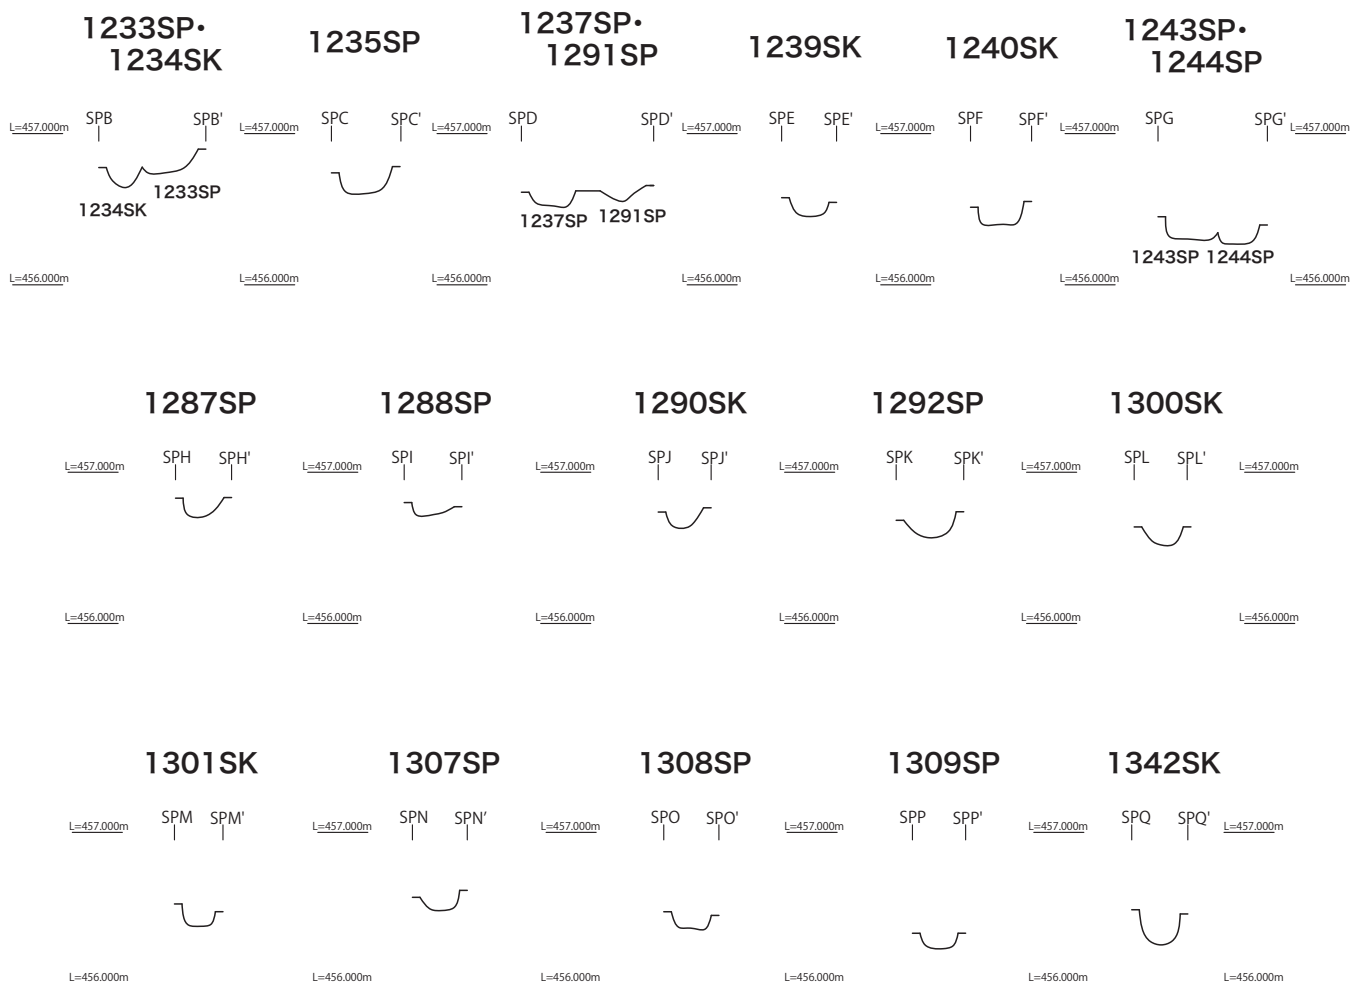 1233SP・
1234SK
1235SP
1237SP・
1291SP
1239SK
1240SK
1243SP・
1244SP
SPB SPB' SPC SPC' SPD SPD' SPE SPE' SPF SPF' SPG SPG'
L=457.000m L=457.000m L=457.000m L=457.000m L=457.000m L=457.000m L=457.000m
1234SK 1233SP
1237SP 1291SP
1243SP 1244SP
L=456.000m L=456.000m L=456.000m L=456.000m L=456.000m L=456.000m L=456.000m
1287SP 1288SP 1290SK 1292SP 1300SK
SPH SPH' SPI SPI' SPJ SPJ' SPK SPK' SPL SPL'
L=457.000m L=457.000m L=457.000m L=457.000m L=457.000m L=457.000m
L=456.000m L=456.000m L=456.000m L=456.000m L=456.000m L=456.000m
1301SK 1307SP 1308SP 1309SP 1342SK
SPM SPM' SPN SPN’ SPO SPO' SPP SPP' SPQ SPQ'
L=457.000m L=457.000m L=457.000m L=457.000m L=457.000m L=457.000m
L=456.000m L=456.000m L=456.000m L=456.000m L=456.000m L=456.000m